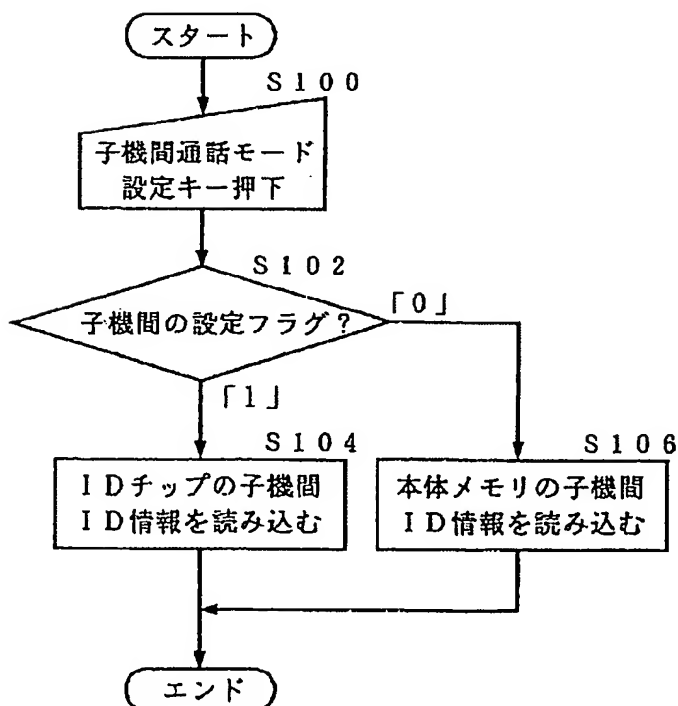 スタート
S100
子機間通話モード
設定キー押下
S102
子機間の設定フラグ?
「0」
「1」
S104
IDチップの子機間
ID情報を読み込む
S106
本体メモリの子機間
ID情報を読み込む
エンド